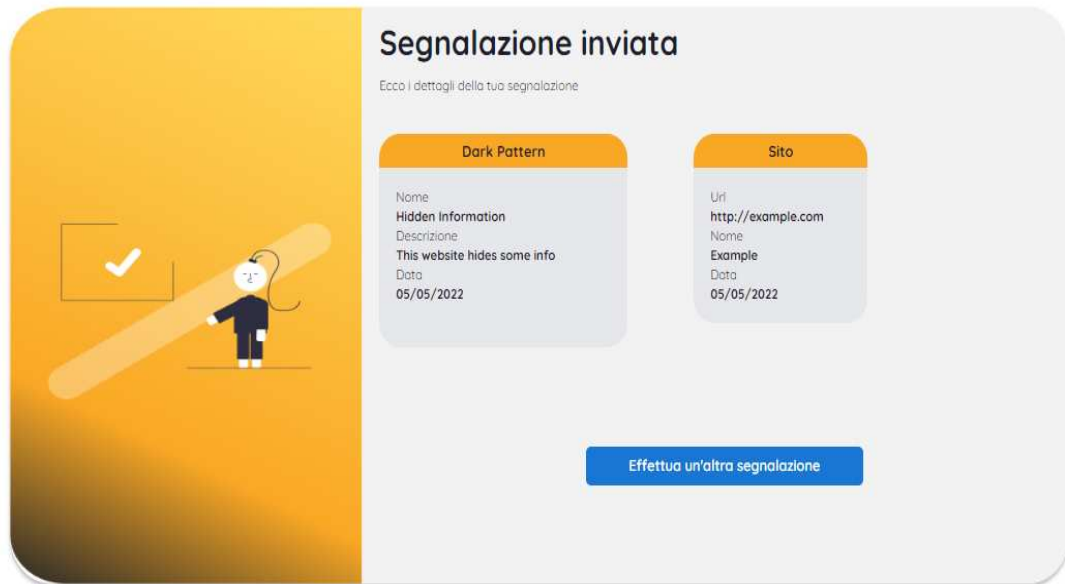 Segnalazione inviata
Ecco i dettagli della tua segnalazione
Dark Pattern
Nome
Hidden Information
Descrizione
This website hides some info
Data
05/05/2022
Sito
Url
http://example.com
Nome
Example
Data
05/05/2022
Effettua un'altra segnalazione